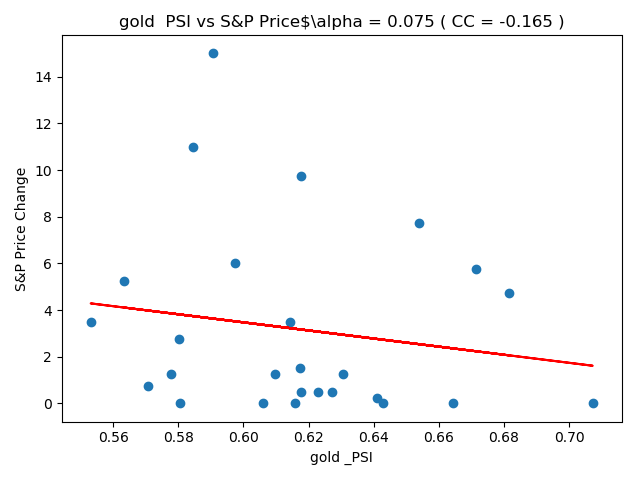 gold  PSI vs S&P Price$\alpha = 0.075 ( CC = -0.165 )
S&P Price Change
14
12
10
8
6
4
2
0
0.56 0.58 0.60 0.62 0.64 0.66 0.68 0.70
gold _PSI